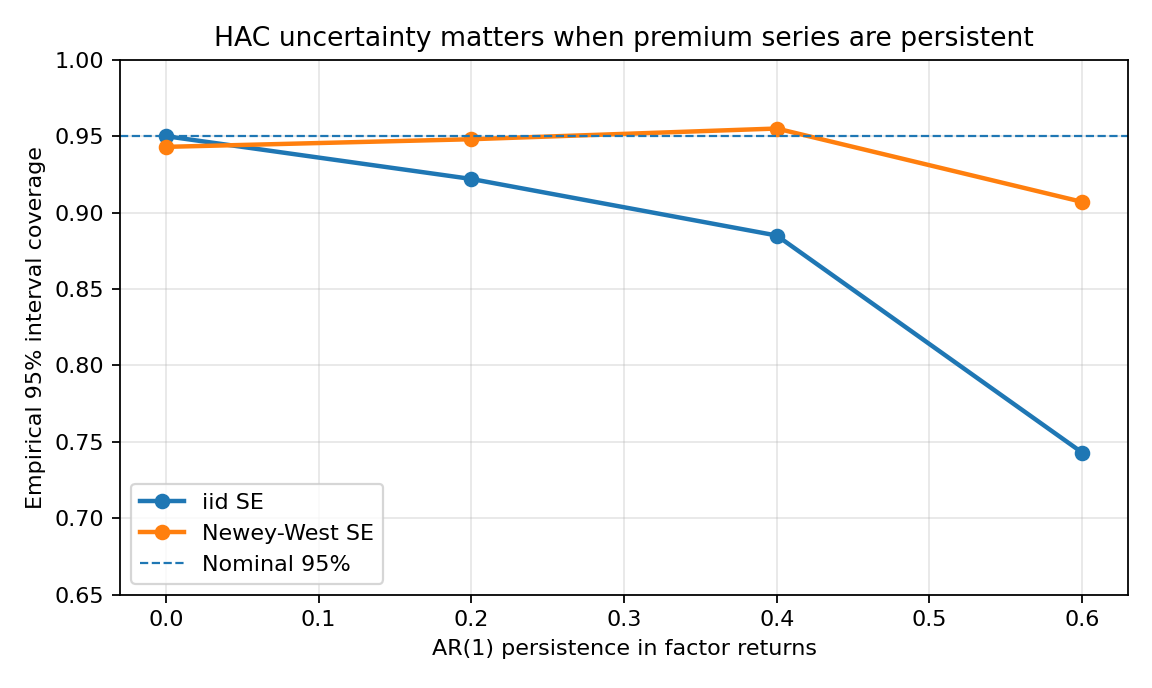 HAC uncertainty matters when premium series are persistent
Empirical 95% interval coverage
1.00
0.95
0.90
0.85
0.80
0.75
0.70
0.65
iid SE
Newey-West SE
Nominal 95%
0.0 0.1 0.2 0.3 0.4 0.5 0.6
AR(1) persistence in factor returns